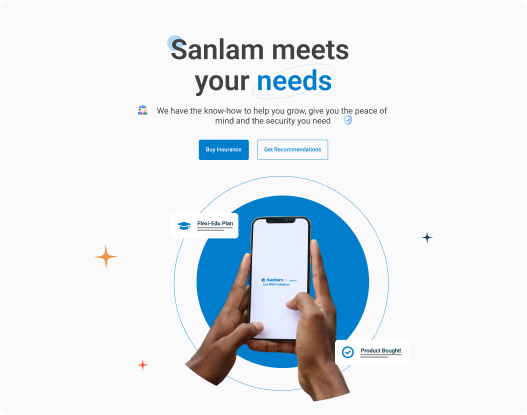 Sanlam meets
your needs
We have the know-how to help you grow, give you the peace of
mind and the security you need
Buy Insurance
Get Recommendations
Flexi-Edu Plan
Sanlam
Product Bought!